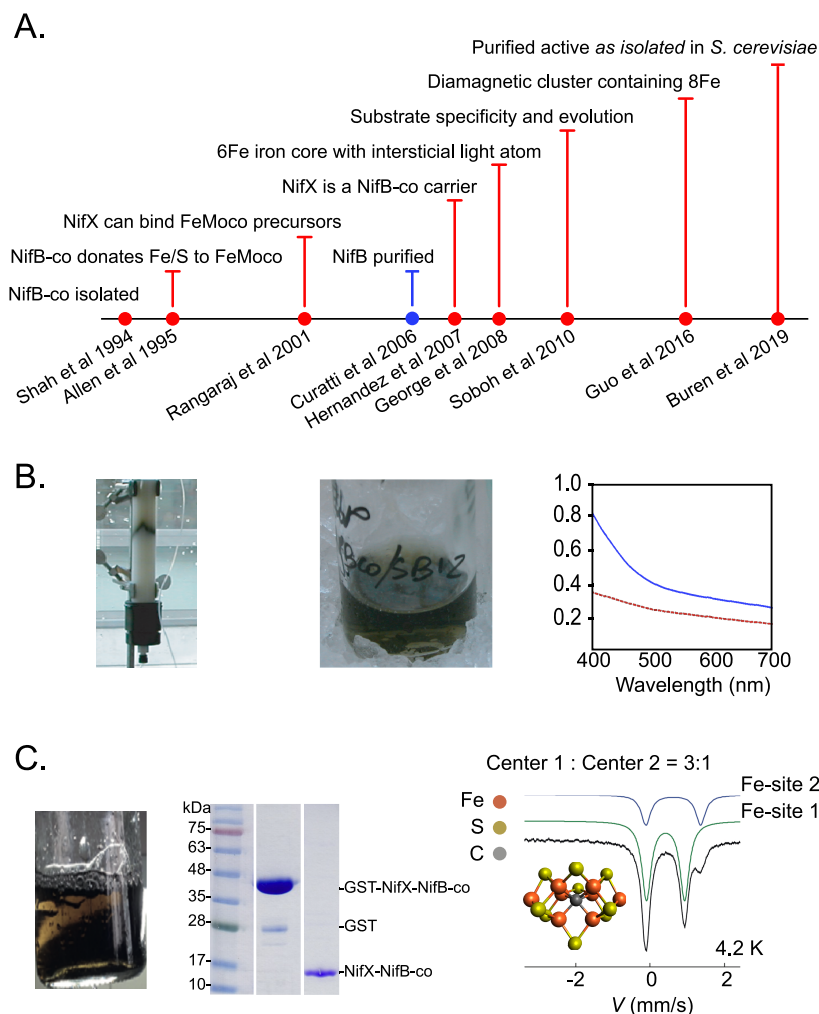 A.
Purified active as isolated in S. cerevisiae
Diamagnetic cluster containing 8Fe
Substrate specificity and evolution
6Fe iron core with intersticial light atom
NifX is a NifB-co carrier
NifX can bind FeMoco precursors
NifB-co donates Fe/S to FeMoco
NifB purified
NifB-co isolated
Shah et al 1994
Allen et al 1995
Rangaraj et al 2001
Curatti et al 2006
Hernandez et al 2007
George et al 2008
Soboh et al 2010
Guo et al 2016
Buren et al 2019
B.
Bco/SB12
1.0
0.8
0.4
0.2
400
500
600
700
Wavelength (nm)
C.
kDa
75
63
48
35
28
17
10
GST-NifX-NifB-co
GST
NifX-NifB-co
Center 1 : Center 2 = 3:1
Fe
S
C
Fe-site 2
Fe-site 1
4.2 K
-2
0
2
V (mm/s)